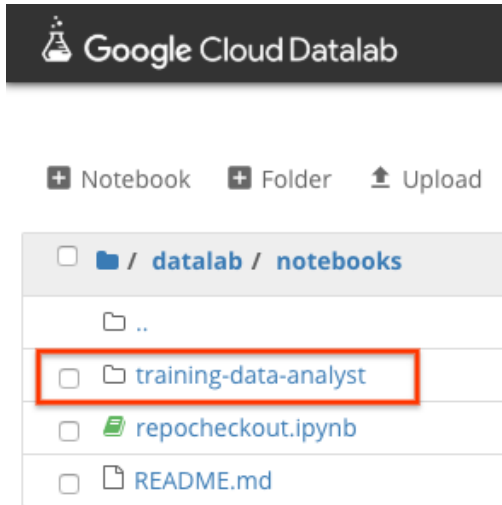 Google Cloud Datalab
Notebook Folder Upload
/ datalab / notebooks
..
training-data-analyst
repocheckout.ipynb
README.md